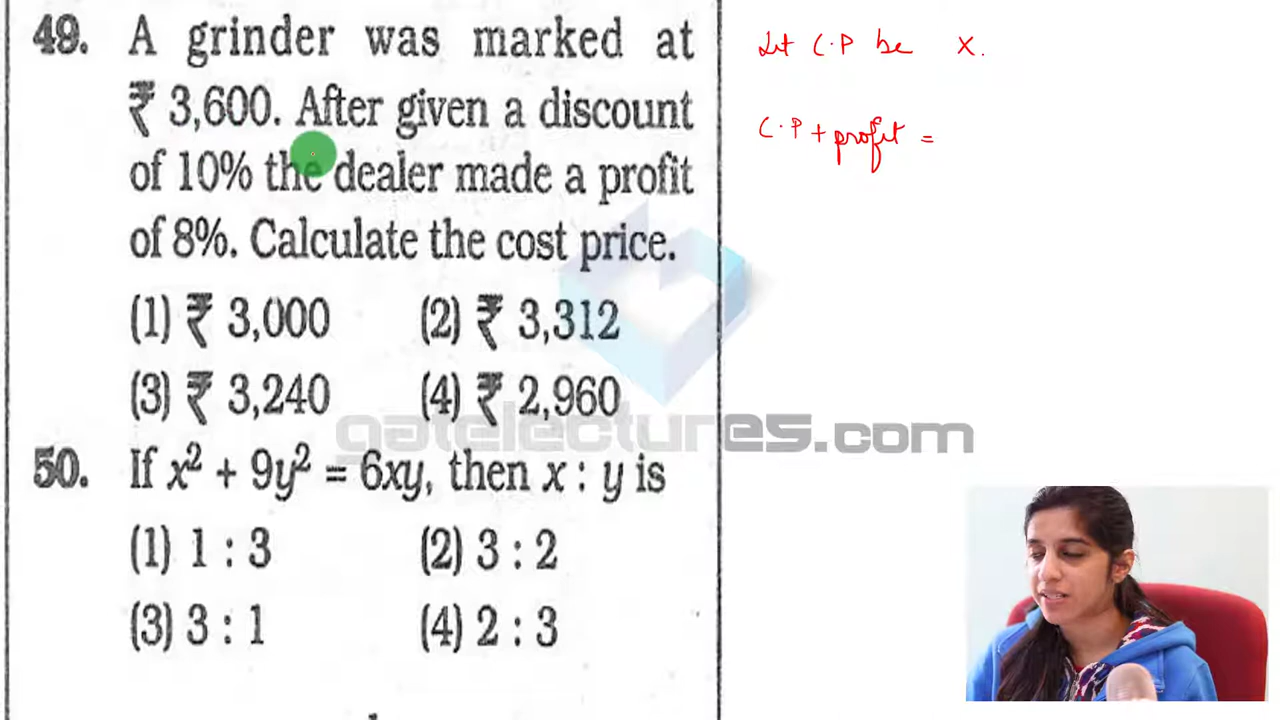 49. A grinder was marked at
₹ 3,600. After given a discount
of 10% the dealer made a profit
of 8%. Calculate the cost price.
(1) ₹ 3,000 (2) ₹ 3,312
(3) ₹ 3,240 (4) ₹ 2,960
50. If x² + 9y² = 6xy, then x : y is
(1) 1 : 3 (2) 3 : 2
(3) 3 : 1 (4) 2 : 3
Let C.P be x.
C.P + profit =
gatelectures.com